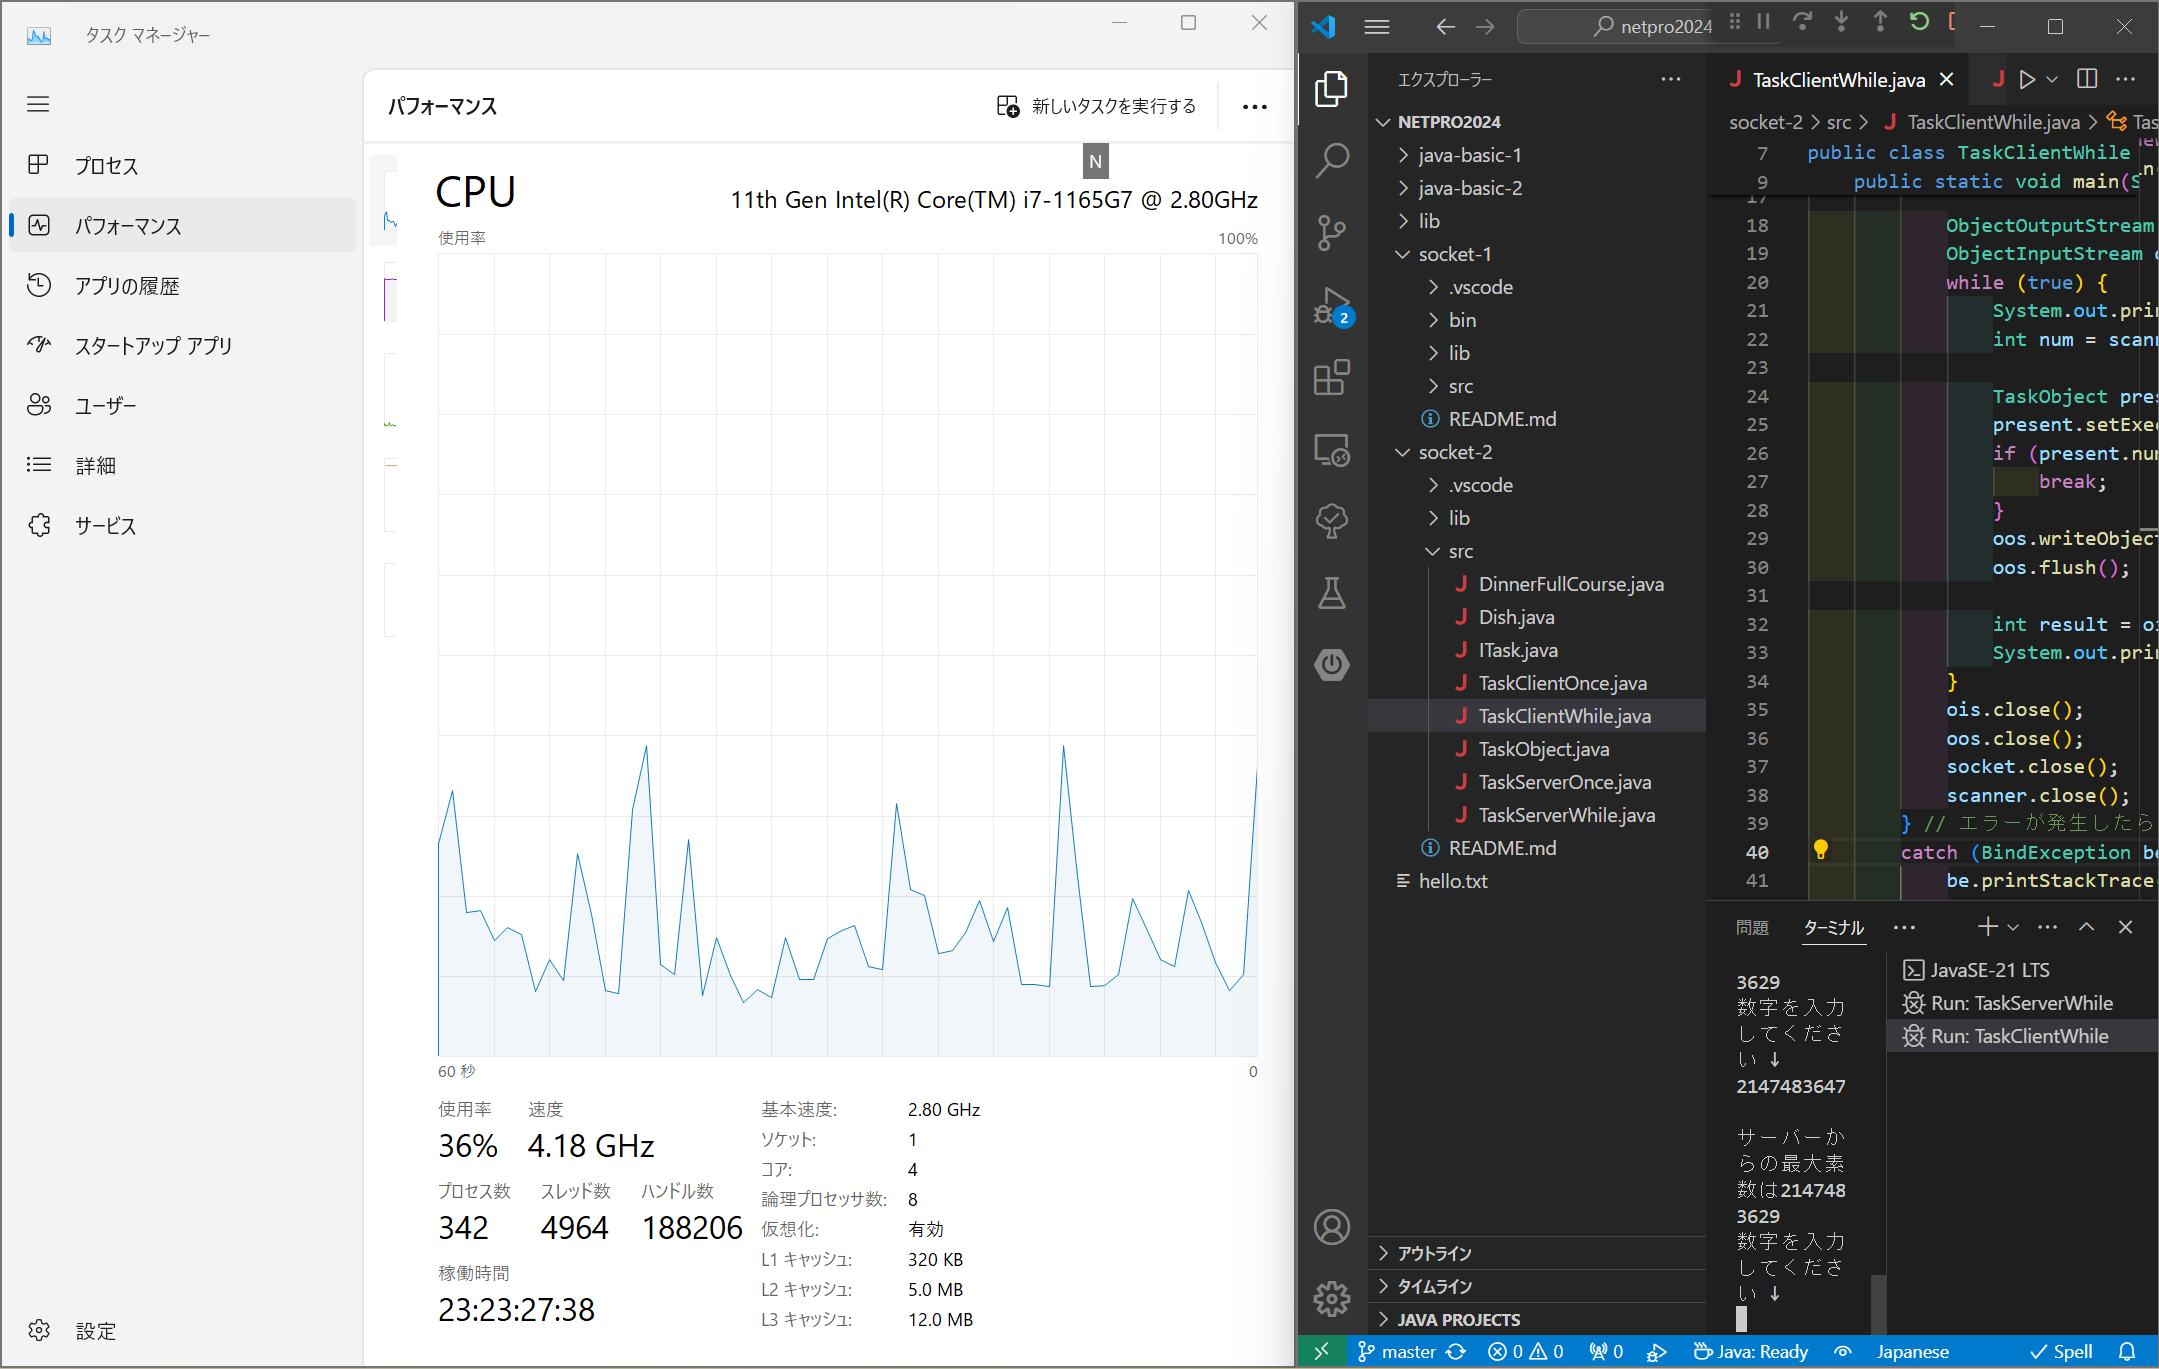 タスク マネージャー
プロセス
パフォーマンス
アプリの履歴
スタートアップ アプリ
ユーザー
詳細
サービス
設定
パフォーマンス
新しいタスクを実行する
N
CPU
11th Gen Intel(R) Core(TM) i7-1165G7 @ 2.80GHz
使用率
100%
60 秒
0
使用率 速度
36% 4.18 GHz
プロセス数 スレッド数 ハンドル数
342 4964 188206
稼働時間
23:23:27:38
基本速度: 2.80 GHz
ソケット: 1
コア: 4
論理プロセッサ数: 8
仮想化: 有効
L1 キャッシュ: 320 KB
L2 キャッシュ: 5.0 MB
L3 キャッシュ: 12.0 MB
netpro2024
エクスプローラー
NETPRO2024
java-basic-1
java-basic-2
lib
socket-1
.vscode
bin
lib
src
README.md
socket-2
.vscode
lib
src
DinnerFullCourse.java
Dish.java
ITask.java
TaskClientOnce.java
TaskClientWhile.java
TaskObject.java
TaskServerOnce.java
TaskServerWhile.java
README.md
hello.txt
アウトライン
タイムライン
JAVA PROJECTS
2
J TaskClientWhile.java
J
socket-2 > src > J TaskClientWhile.java > Tas
7 public class TaskClientWhile
9 public static void main(S
17
18 ObjectOutputStream
19 ObjectInputStream o
20 while (true) {
21 System.out.prin
22 int num = scann
23
24 TaskObject pres
25 present.setExec
26 if (present.num
27 break;
28 }
29 oos.writeObject
30 oos.flush();
31
32 int result = oi
33 System.out.prin
34 }
35 ois.close();
36 oos.close();
37 socket.close();
38 scanner.close();
39 } // エラーが発生したら
40 catch (BindException be
41 be.printStackTrace(
問題 ターミナル
3629
数字を入力
してくださ
い ↓
2147483647
サーバーか
らの最大素
数は214748
3629
数字を入力
してくださ
い ↓
JavaSE-21 LTS
Run: TaskServerWhile
Run: TaskClientWhile
master 0 0 0 Java: Ready Japanese Spell